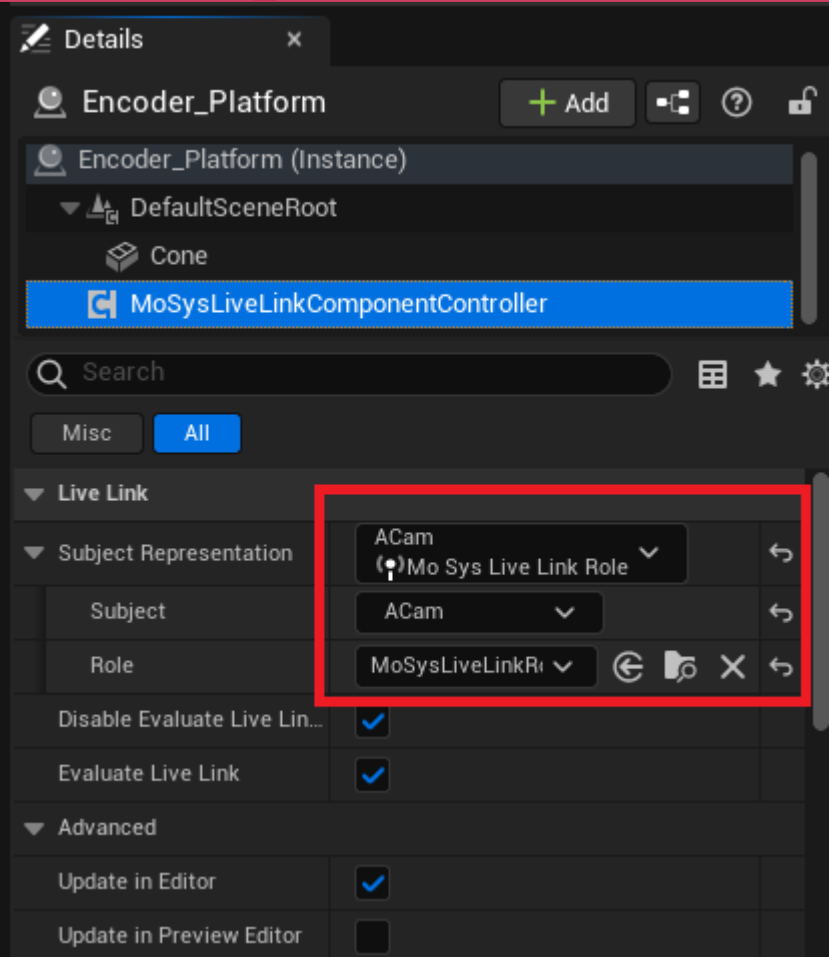 Details
Encoder_Platform
Add
Encoder_Platform (Instance)
DefaultSceneRoot
Cone
MoSysLiveLinkComponentController
Search
Misc
All
Live Link
Subject Representation
ACam
Mo Sys Live Link Role
Subject
ACam
Role
MoSysLiveLinkR
Disable Evaluate Live Lin...
Evaluate Live Link
Advanced
Update in Editor
Update in Preview Editor